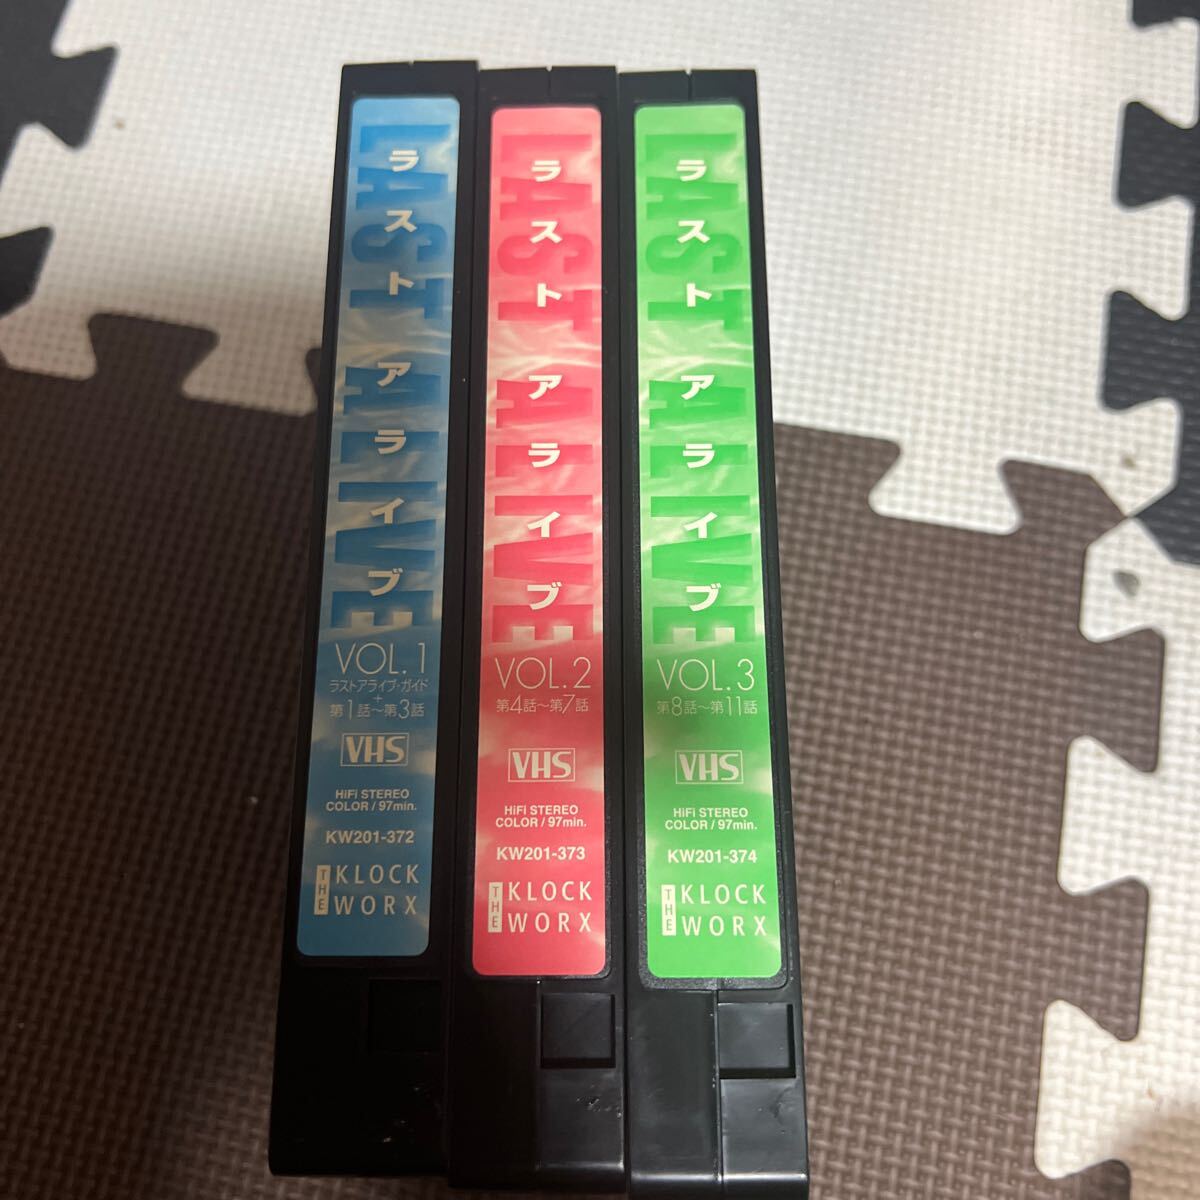 LAST ALIVE
ラスト アライブ
VOL.1
ラストアライブ・ガイド
+
第1話～第3話
VHS
HiFi STEREO
COLOR / 97min.
KW201-372
THE KLOCK
WORX
LAST ALIVE
ラスト アライブ
VOL.2
第4話～第7話
VHS
HiFi STEREO
COLOR / 97min.
KW201-373
THE KLOCK
WORX
LAST ALIVE
ラスト アライブ
VOL.3
第8話～第11話
VHS
HiFi STEREO
COLOR / 97min.
KW201-374
THE KLOCK
WORX